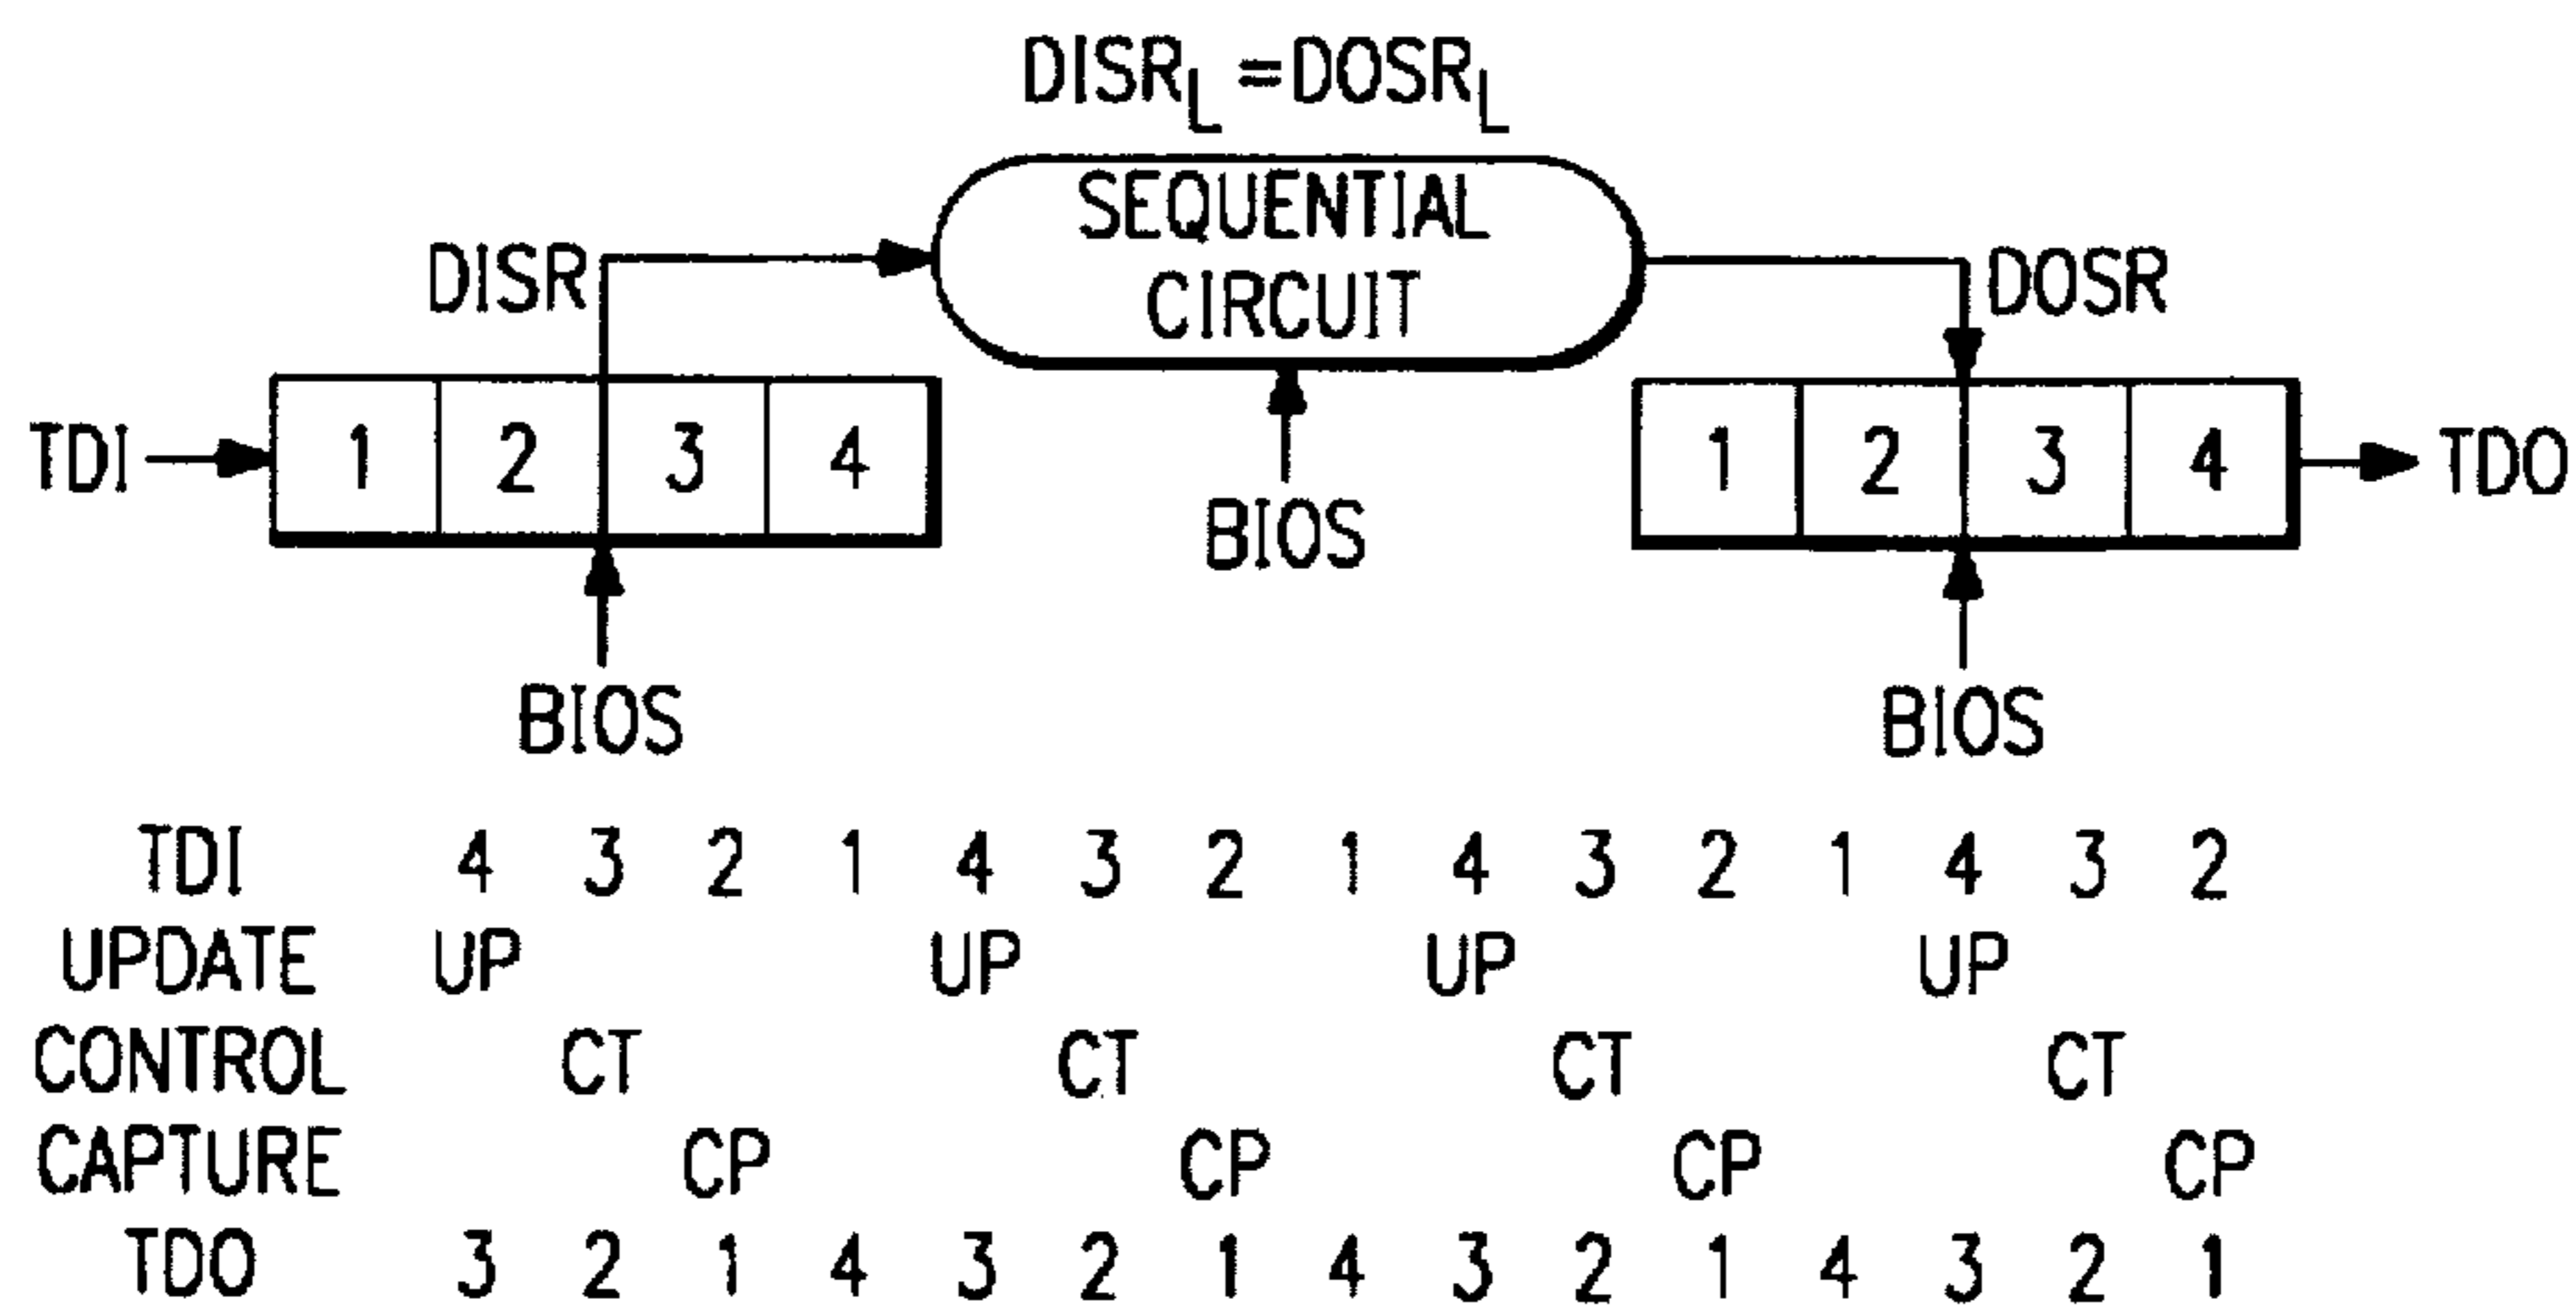 DISRL =DOSRL
SEQUENTIAL
CIRCUIT
DISR
DOSR
TDI
1 2 3 4
BIOS
1 2 3 4
TDO
BIOS
BIOS
TDI 4 3 2 1 4 3 2 1 4 3 2 1 4 3 2
UPDATE UP UP UP UP
CONTROL CT CT CT CT
CAPTURE CP CP CP CP
TDO 3 2 1 4 3 2 1 4 3 2 1 4 3 2 1